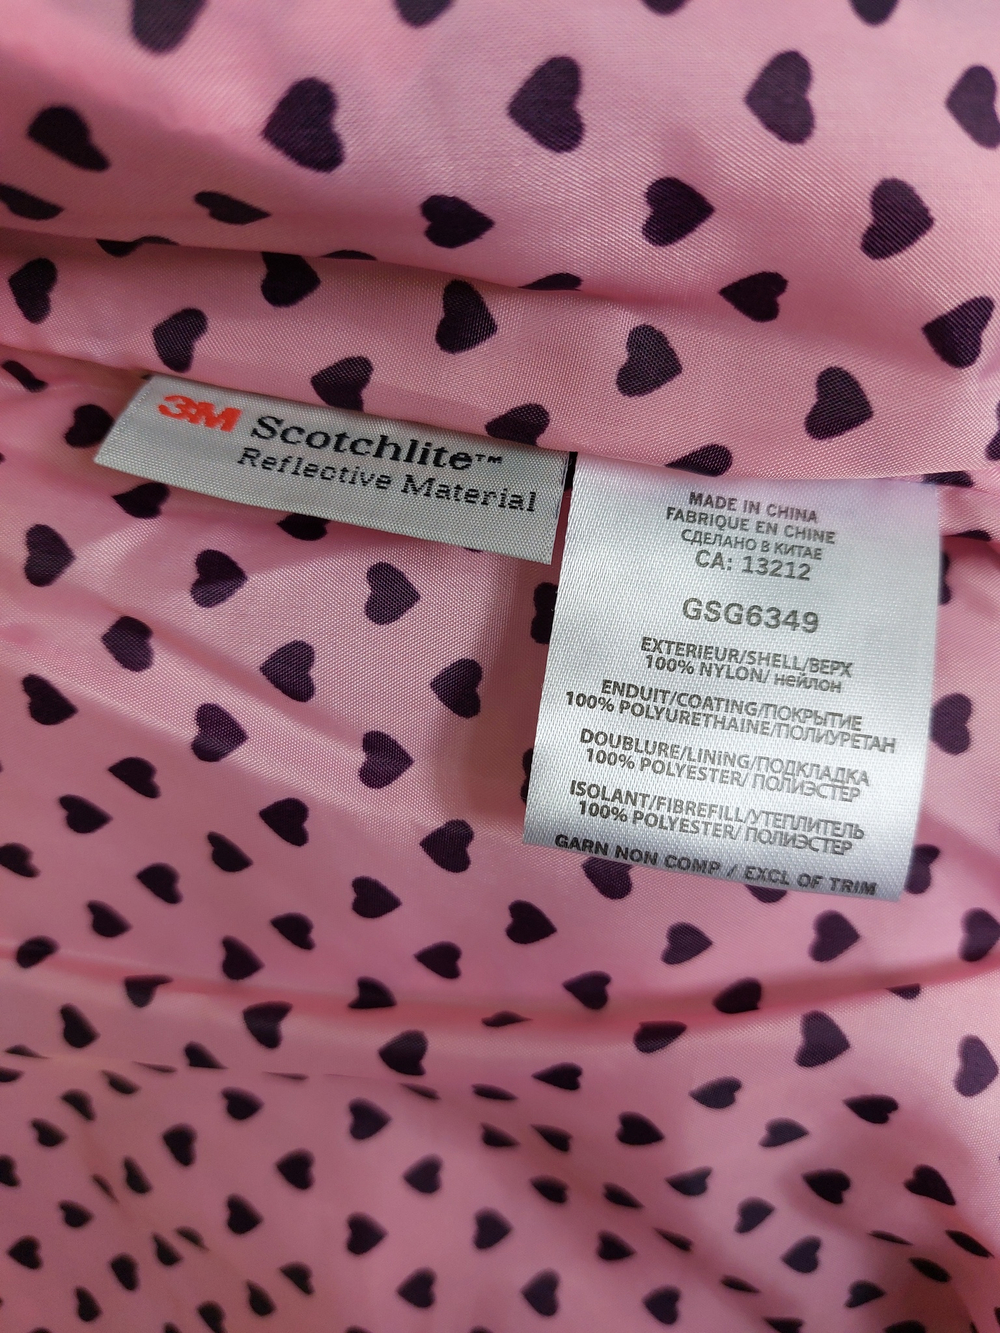 3M Scotchlite™
Reflective Material
MADE IN CHINA
FABRIQUE EN CHINE
СДЕЛАНО В КИТАЕ
CA: 13212
GSG6349
EXTERIEUR/SHELL/ВЕРХ
100% NYLON/ нейлон
ENDUIT/COATING/ПОКРЫТИЕ
100% POLYURETHAINE/ПОЛИУРЕТАН
DOUBLURE/LINING/ПОДКЛАДКА
100% POLYESTER/ ПОЛИЭСТЕР
ISOLANT/FIBREFILL/УТЕПЛИТЕЛЬ
100% POLYESTER/ ПОЛИЭСТЕР
GARN NON COMP / EXCL OF TRIM